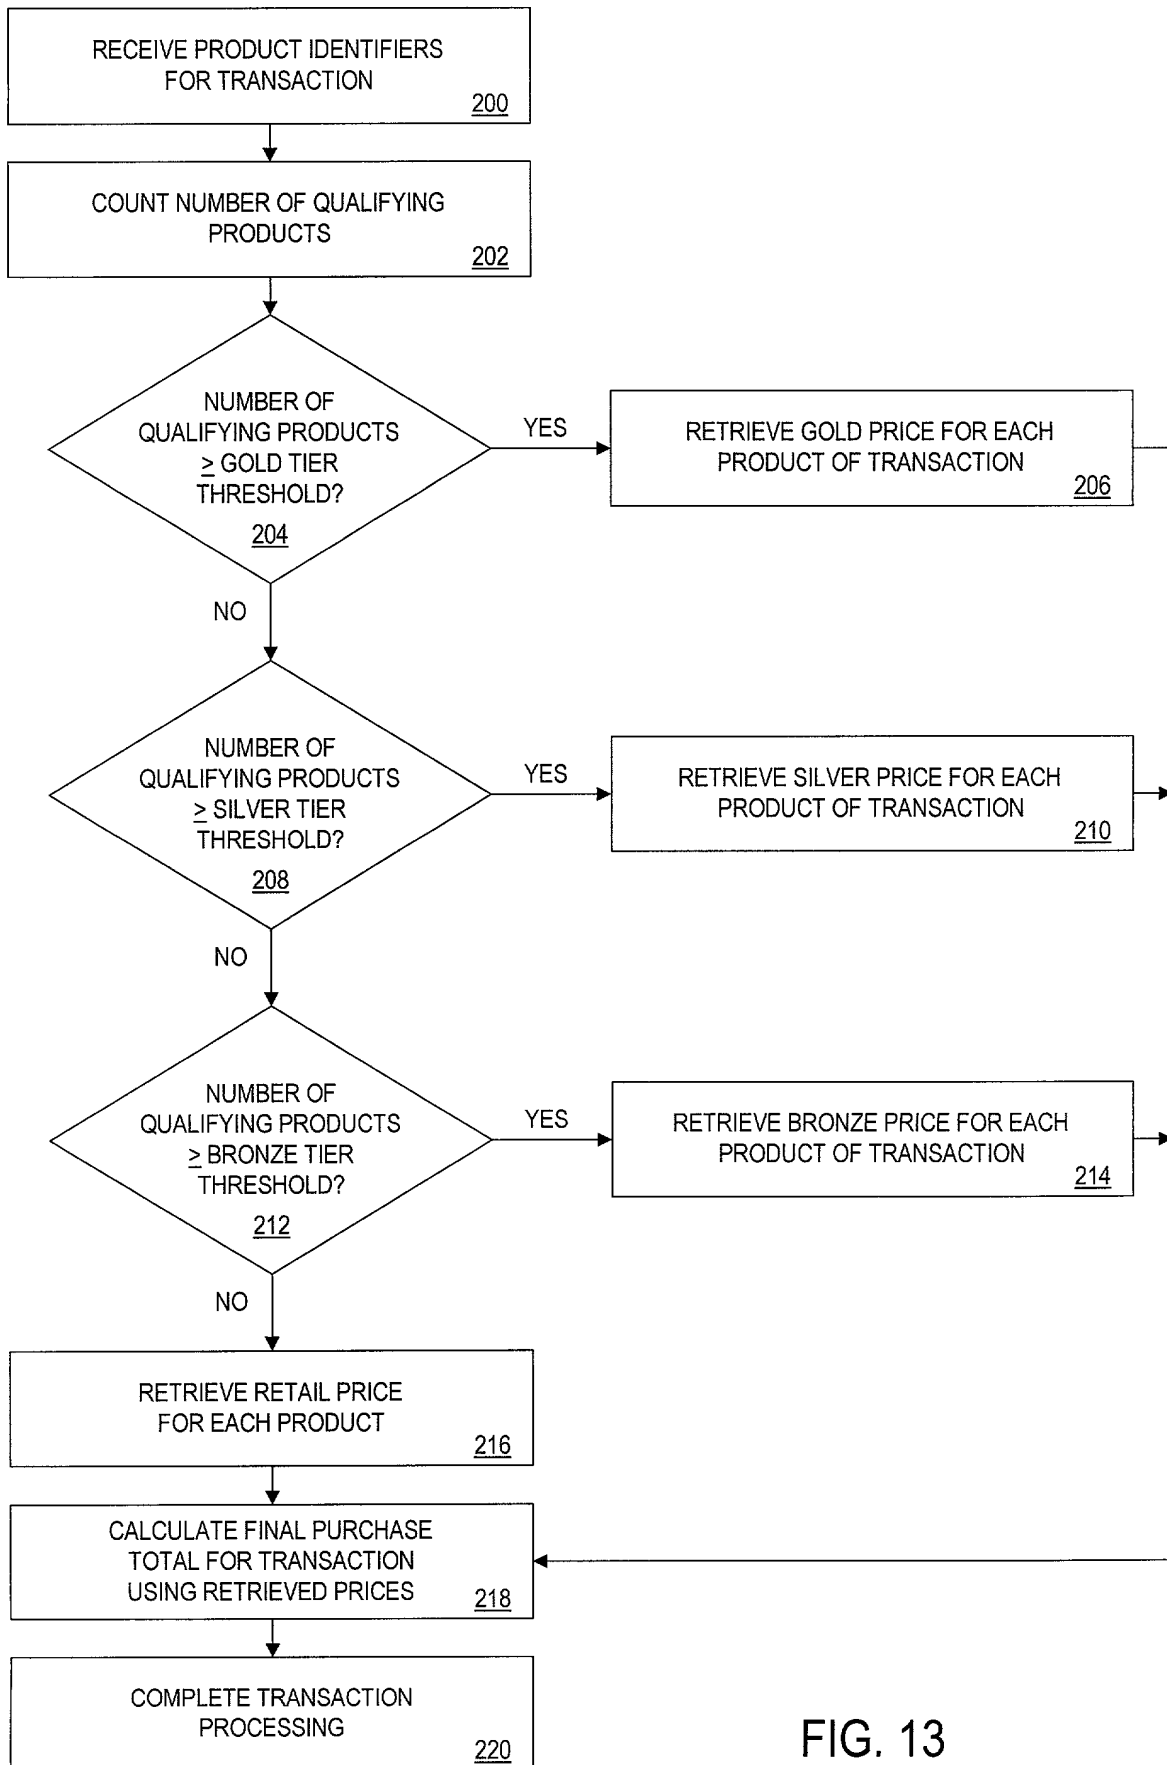 RECEIVE PRODUCT IDENTIFIERS
FOR TRANSACTION
200
COUNT NUMBER OF QUALIFYING
PRODUCTS
202
NUMBER OF
QUALIFYING PRODUCTS
≥ GOLD TIER
THRESHOLD?
204
YES
RETRIEVE GOLD PRICE FOR EACH
PRODUCT OF TRANSACTION
206
NO
NUMBER OF
QUALIFYING PRODUCTS
≥ SILVER TIER
THRESHOLD?
208
YES
RETRIEVE SILVER PRICE FOR EACH
PRODUCT OF TRANSACTION
210
NO
NUMBER OF
QUALIFYING PRODUCTS
≥ BRONZE TIER
THRESHOLD?
212
YES
RETRIEVE BRONZE PRICE FOR EACH
PRODUCT OF TRANSACTION
214
NO
RETRIEVE RETAIL PRICE
FOR EACH PRODUCT
216
CALCULATE FINAL PURCHASE
TOTAL FOR TRANSACTION
USING RETRIEVED PRICES
218
COMPLETE TRANSACTION
PROCESSING
220
FIG. 13